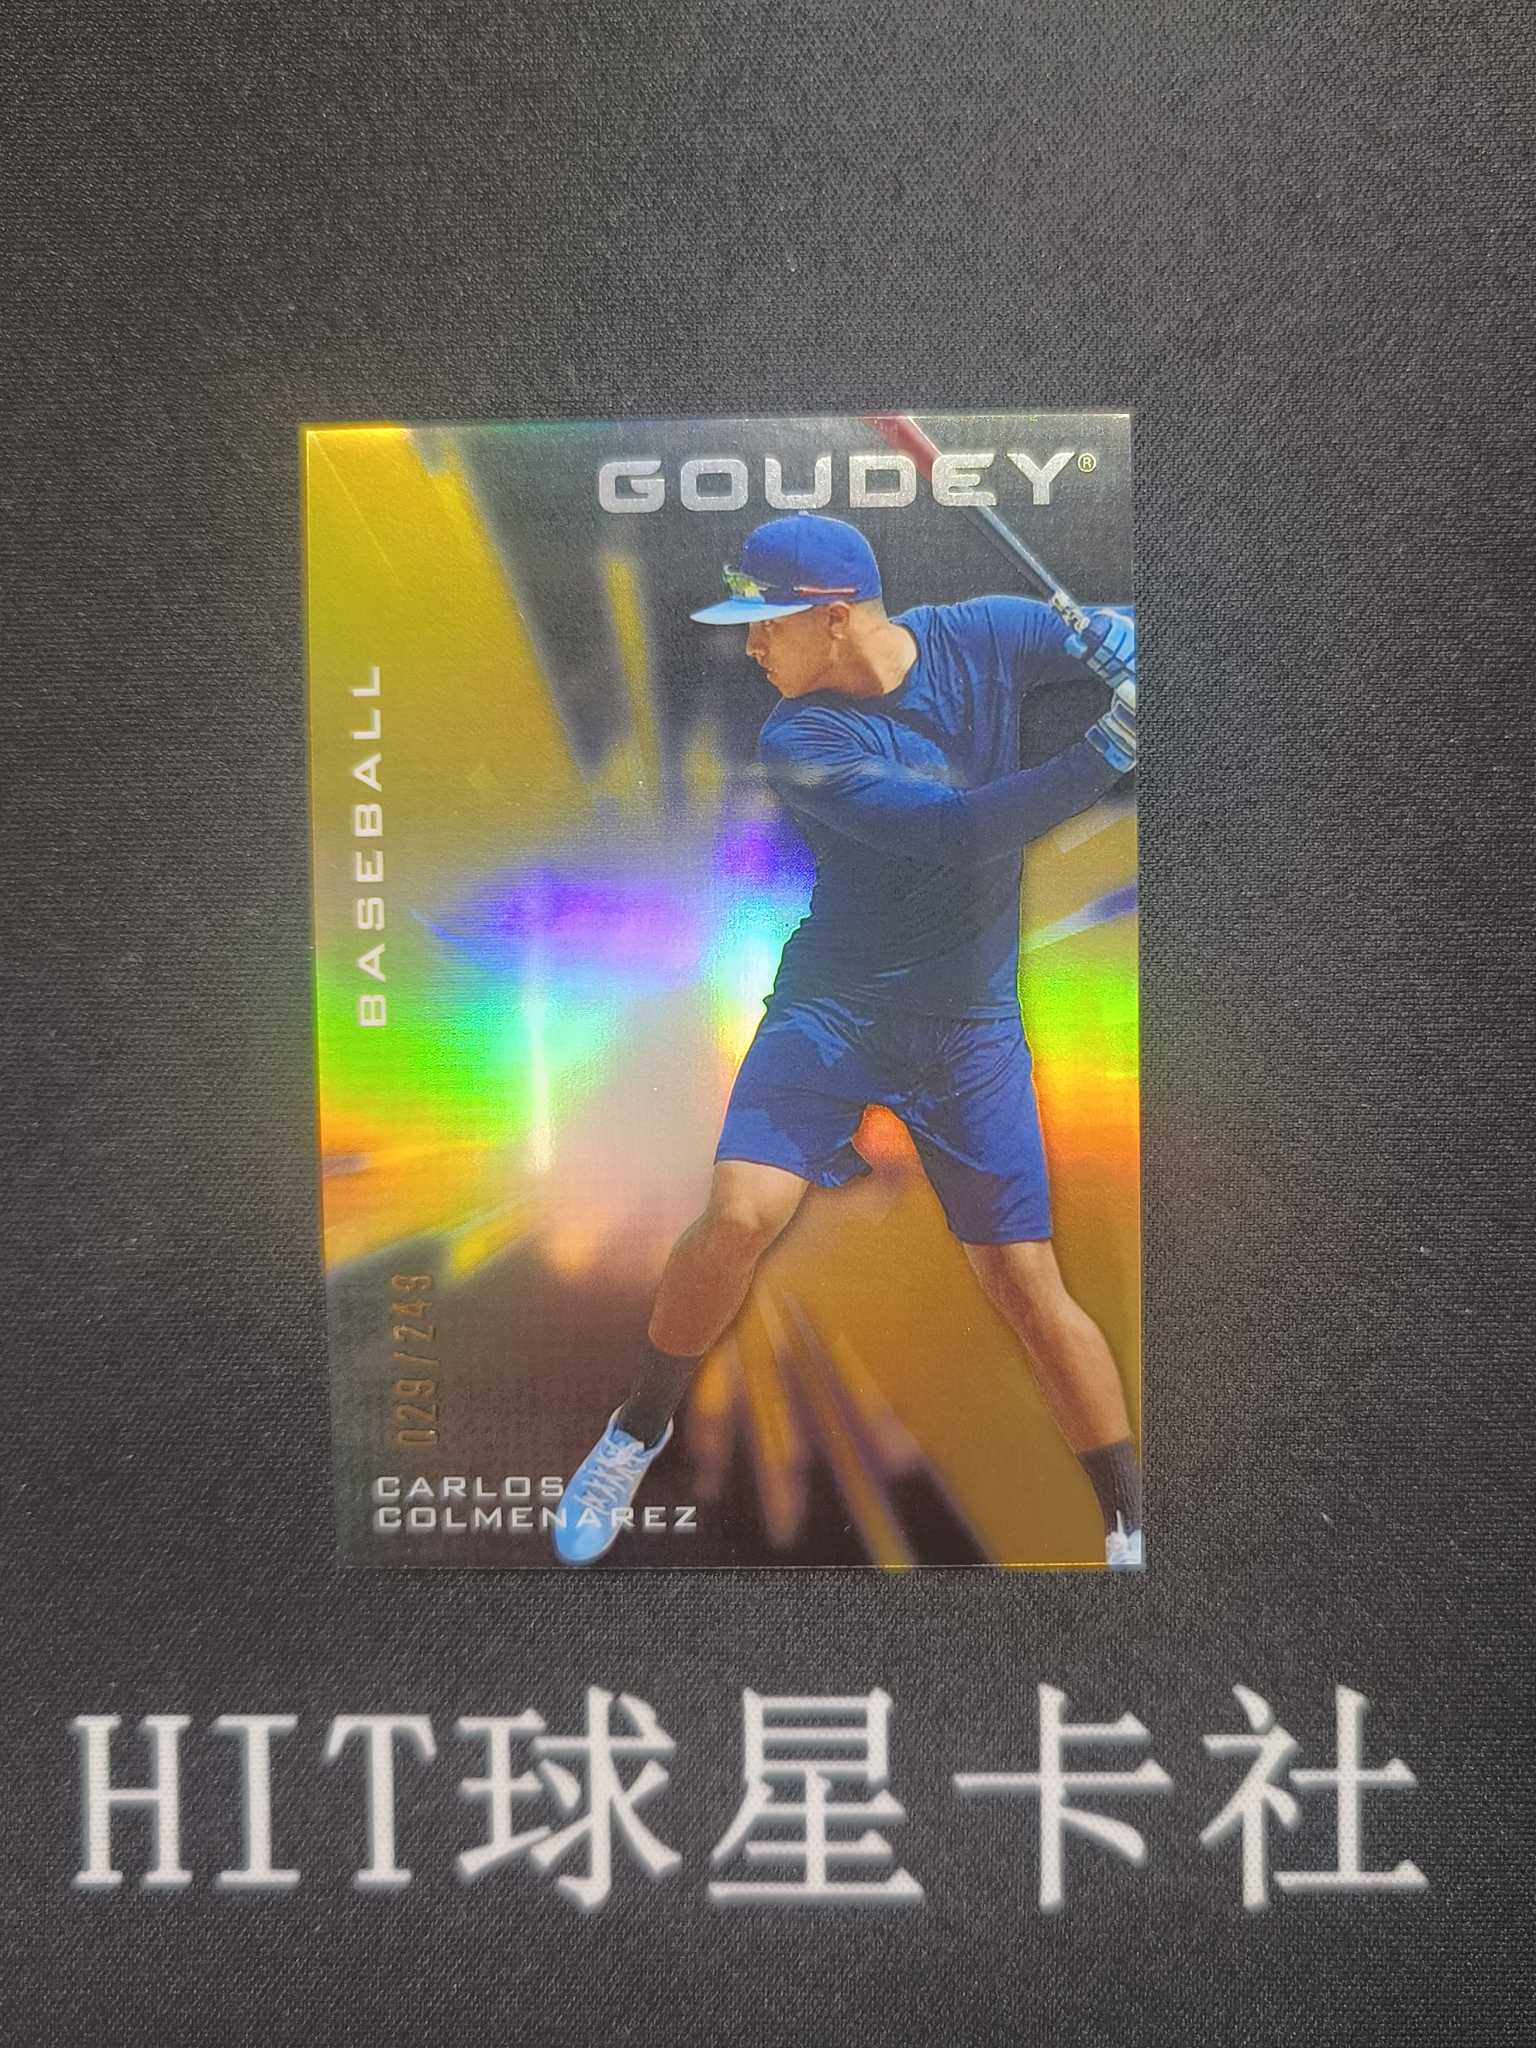 GOUDEY®
BASEBALL
029/249
CARLOS
COLMENAREZ
HIT球星卡社